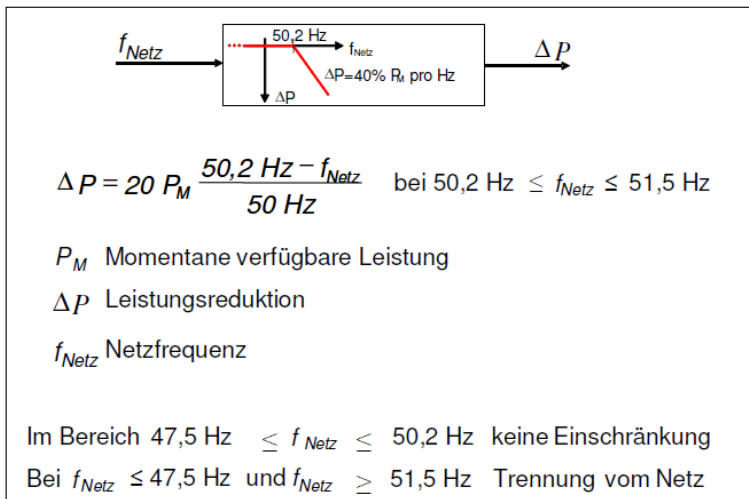 50,2 Hz
f_Netz
f_Netz
ΔP
ΔP=40% P_M pro Hz
ΔP
ΔP = 20 P_M (50,2 Hz − f_Netz) / 50 Hz bei 50,2 Hz ≤ f_Netz ≤ 51,5 Hz
P_M Momentane verfügbare Leistung
ΔP Leistungsreduktion
f_Netz Netzfrequenz
Im Bereich 47,5 Hz ≤ f_Netz ≤ 50,2 Hz keine Einschränkung
Bei f_Netz ≤ 47,5 Hz und f_Netz ≥ 51,5 Hz Trennung vom Netz